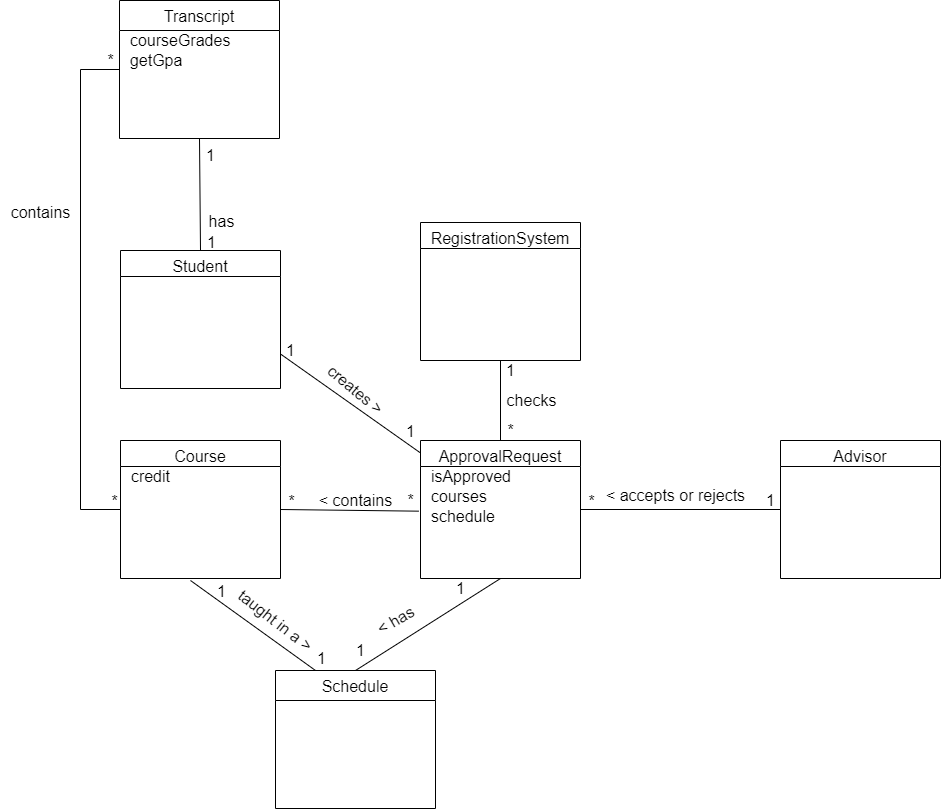 Transcript
courseGrades
getGpa
*
1
contains
has
1
Student
RegistrationSystem
1
creates >
1
1
checks
*
Course
credit
*
*
< contains
*
ApprovalRequest
isApproved
courses
schedule
*
< accepts or rejects
1
Advisor
1
taught in a >
1
1
< has
1
Schedule